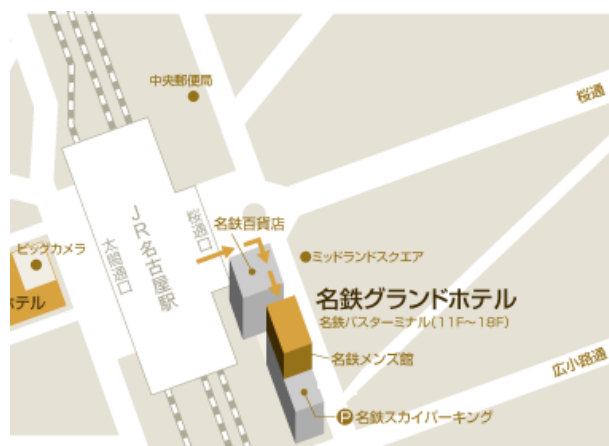 中央郵便局
桜通
名鉄百貨店
JR名古屋駅
桜通口
太閤通口
ビックカメラ
ホテル
ミッドランドスクエア
名鉄グランドホテル
名鉄バスターミナル(11F〜18F)
名鉄メンズ館
広小路通
P 名鉄スカイパーキング